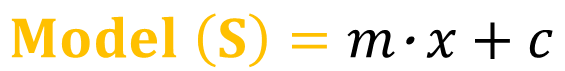 Model (S) = m · x + c